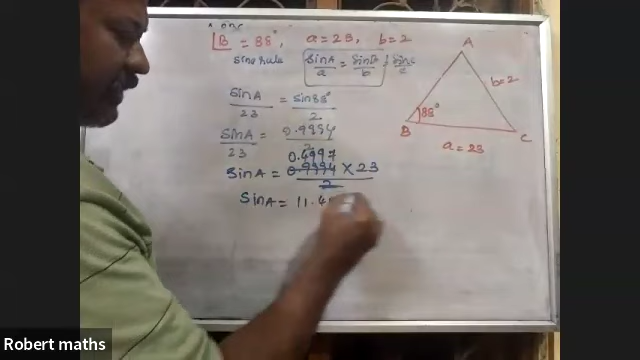 ∠B = 88°, a = 23, b = 2
sine rule sinA/a = sinB/b = sinC/c
sinA/23 = sin88°/2
sinA/23 = 0.9994/2
0.4997
sinA = 0.9994 × 23/2
sinA = 11.4
A
b=2
88°
B
C
a = 23
Robert maths